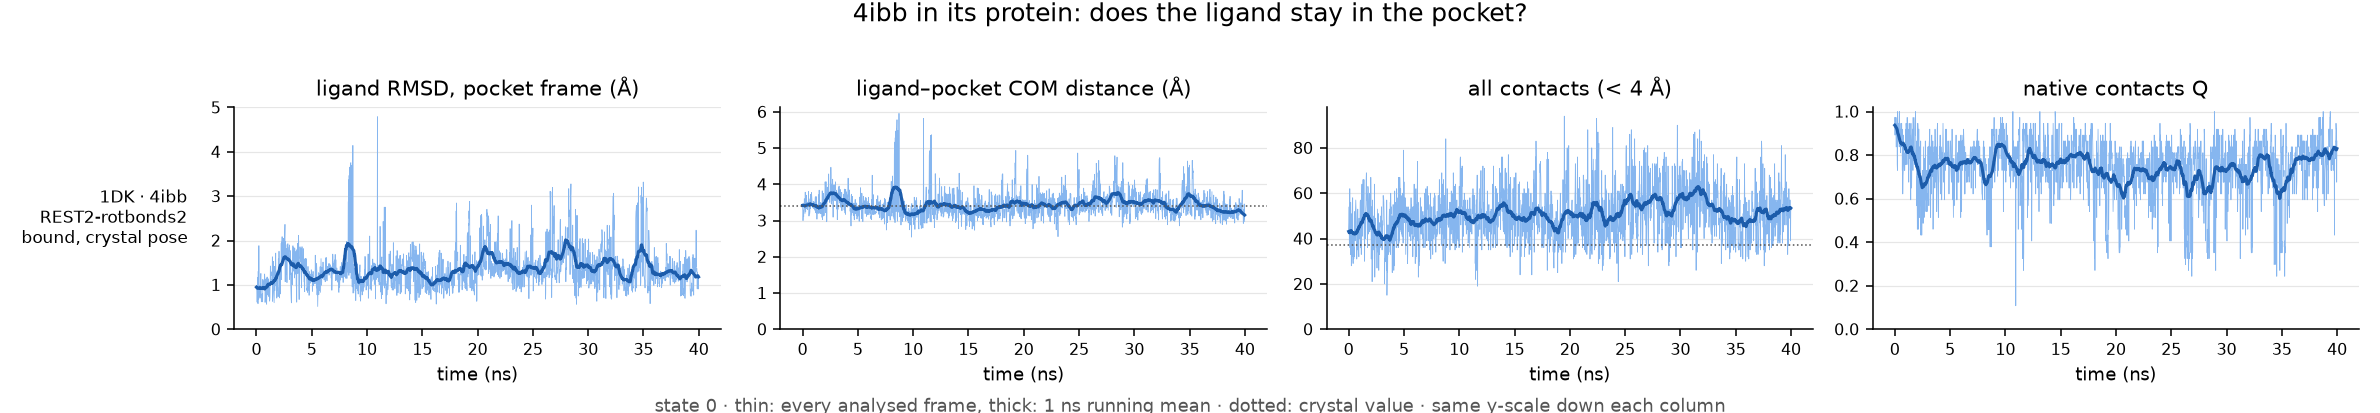 4ibb in its protein: does the ligand stay in the pocket?
1DK · 4ibb
REST2-rotbonds2
bound, crystal pose
ligand RMSD, pocket frame (Å)
5
4
3
2
1
0
0 5 10 15 20 25 30 35 40
time (ns)
ligand–pocket COM distance (Å)
6
5
4
3
2
1
0
0 5 10 15 20 25 30 35 40
time (ns)
all contacts (< 4 Å)
80
60
40
20
0
0 5 10 15 20 25 30 35 40
time (ns)
native contacts Q
1.0
0.8
0.6
0.4
0.2
0.0
0 5 10 15 20 25 30 35 40
time (ns)
state 0 · thin: every analysed frame, thick: 1 ns running mean · dotted: crystal value · same y-scale down each column